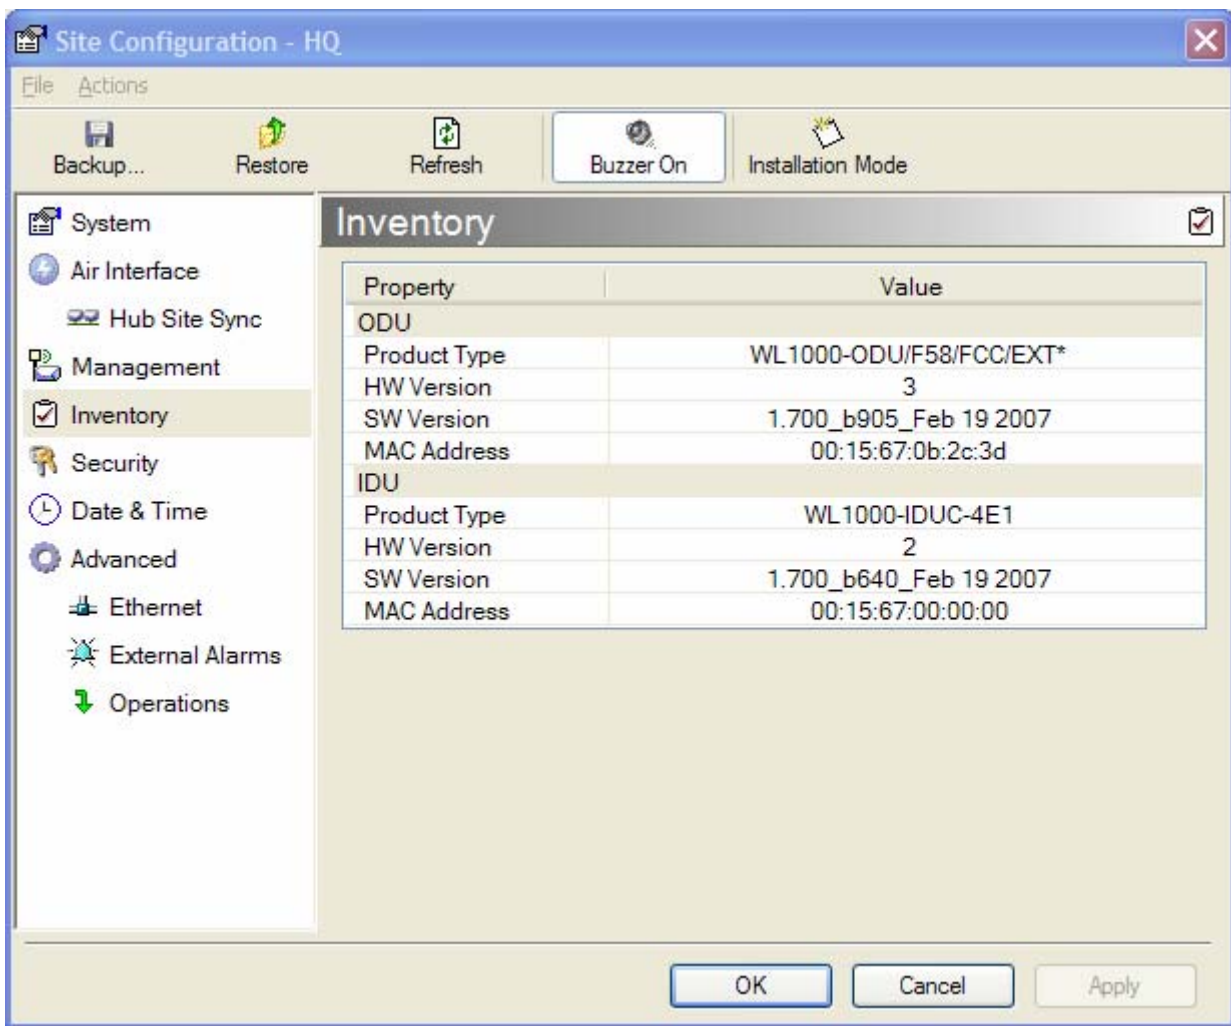 Site Configuration - HQ
File Actions
Backup... Restore Refresh Buzzer On Installation Mode
System
Air Interface
Hub Site Sync
Management
Inventory
Security
Date & Time
Advanced
Ethernet
External Alarms
Operations
Inventory
Property Value
ODU
Product Type WL1000-ODU/F58/FCC/EXT*
HW Version 3
SW Version 1.700_b905_Feb 19 2007
MAC Address 00:15:67:0b:2c:3d
IDU
Product Type WL1000-IDUC-4E1
HW Version 2
SW Version 1.700_b640_Feb 19 2007
MAC Address 00:15:67:00:00:00
OK Cancel Apply